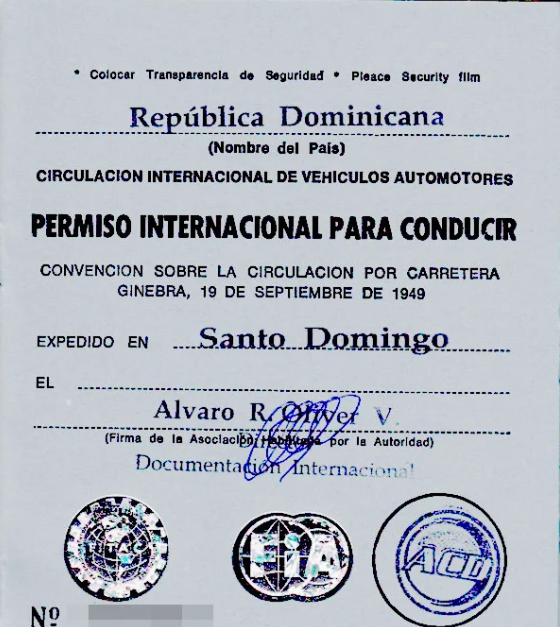 * Colocar Transparencia de Seguridad * Pleace Security film
República Dominicana
(Nombre del País)
CIRCULACION INTERNACIONAL DE VEHICULOS AUTOMOTORES
PERMISO INTERNACIONAL PARA CONDUCIR
CONVENCION SOBRE LA CIRCULACION POR CARRETERA
GINEBRA, 19 DE SEPTIEMBRE DE 1949
EXPEDIDO EN Santo Domingo
EL
Alvaro R. Oliver V.
(Firma de la Asociación Habilitada por la Autoridad)
Documentación Internacional
FIA ACD
Nº